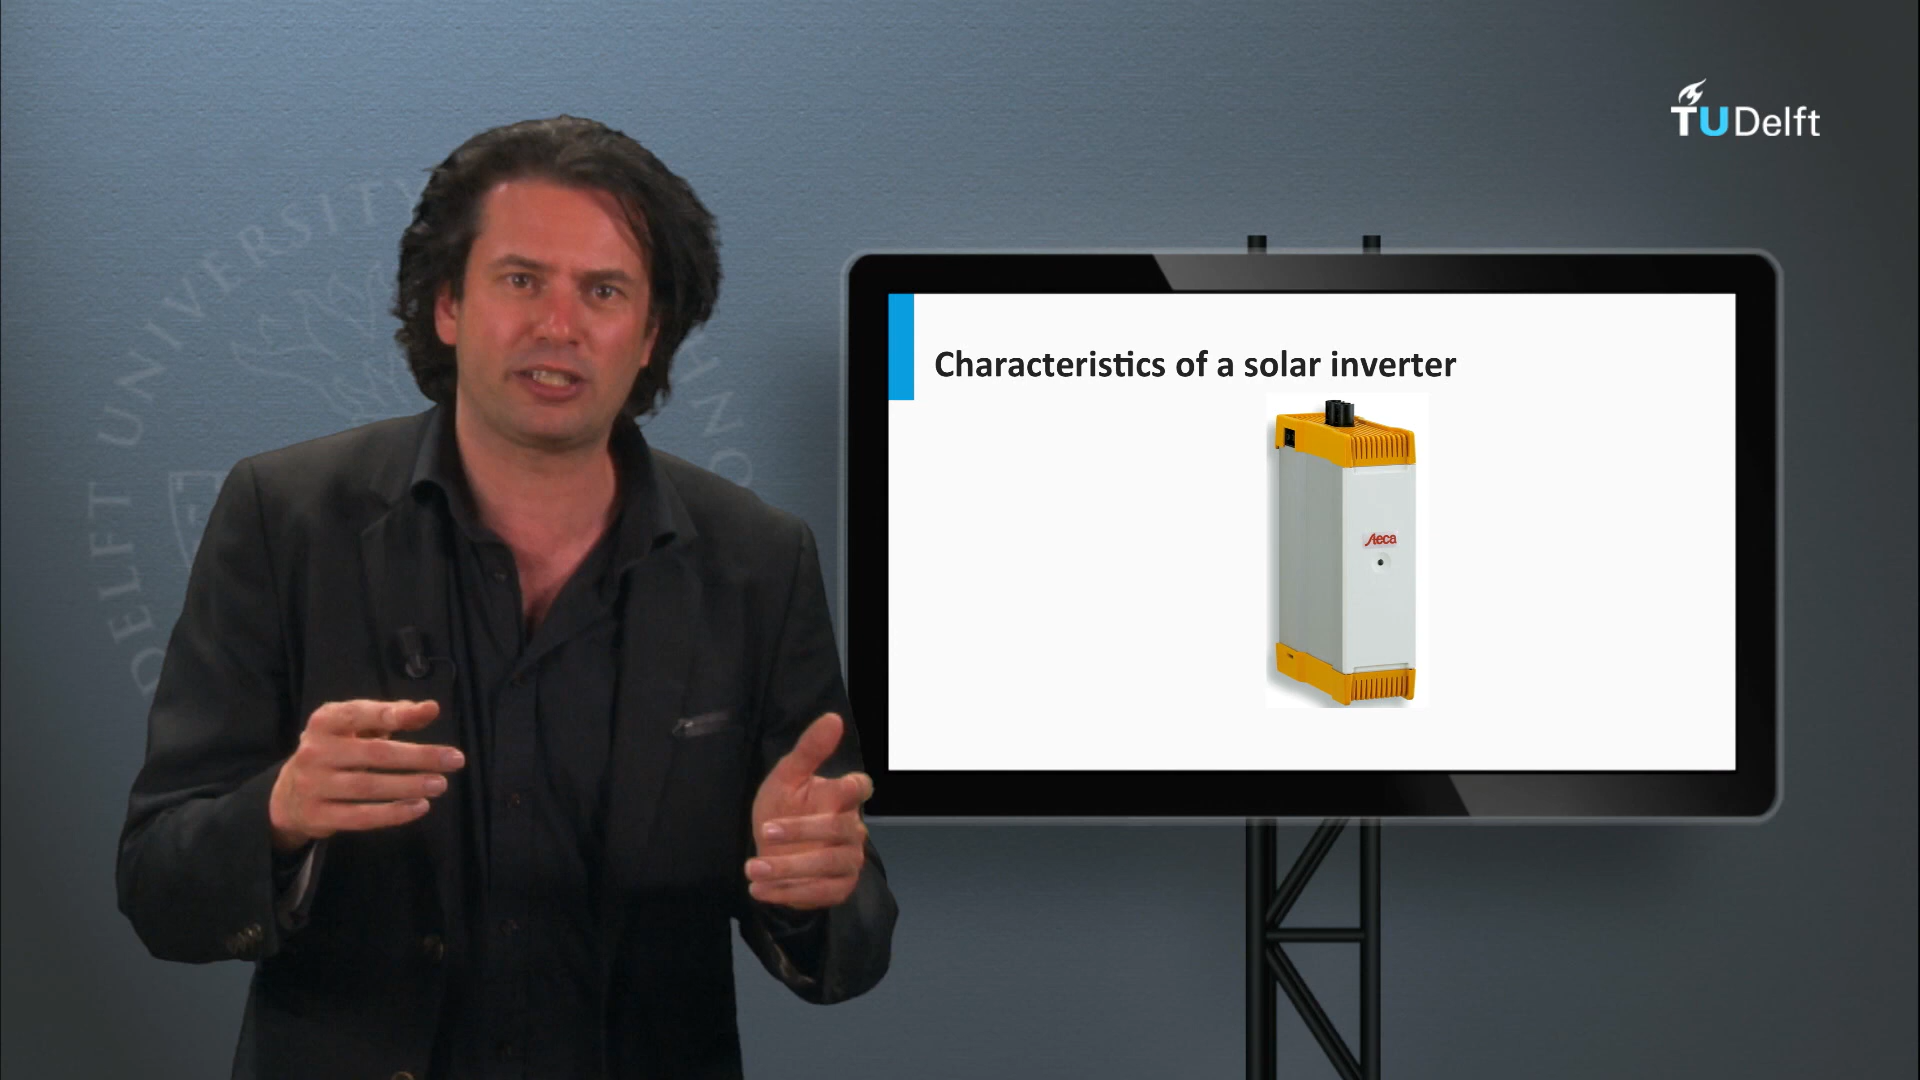 TUDelft
DELFT UNIVERSITY
Characteristics of a solar inverter
Steca